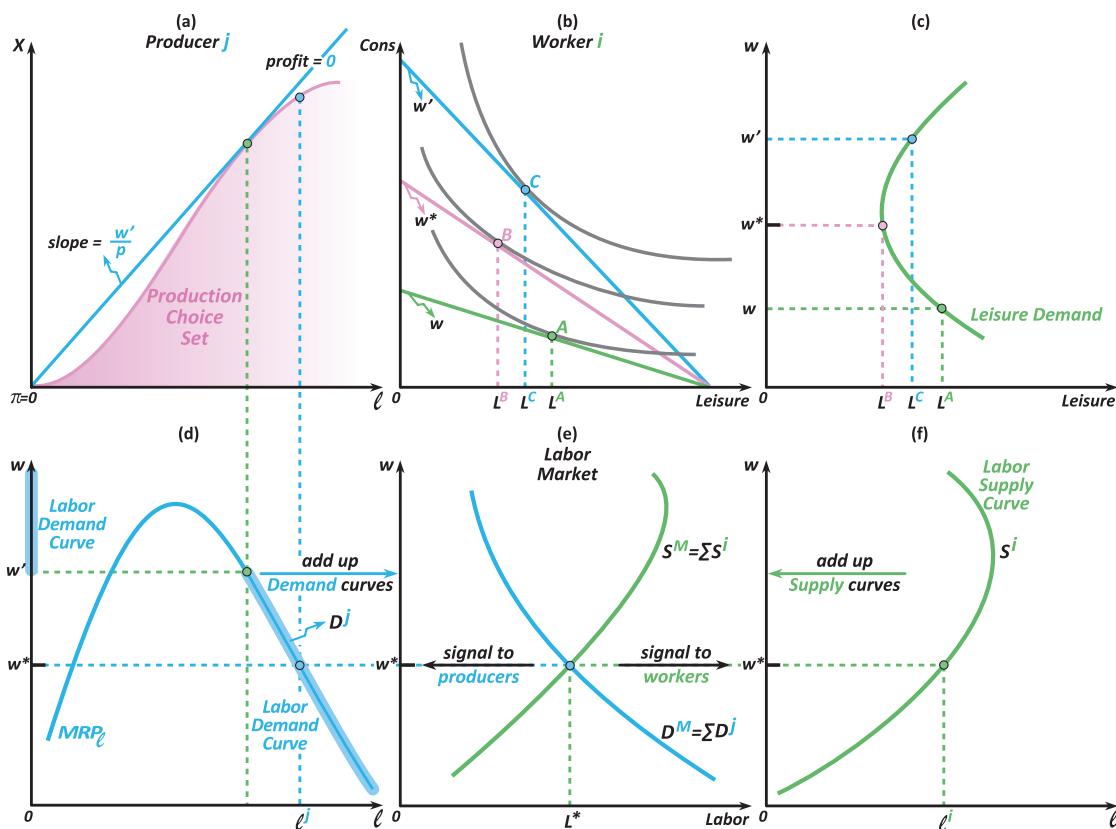 (a)
Producer j
X
profit = 0
slope = w'/p
Production
Choice
Set
π=0
ℓ
(b)
Worker i
Cons
w'
w*
w
C
B
A
L^B
L^C
L^A
Leisure
(c)
w
w'
w*
w
Leisure Demand
L^B
L^C
L^A
Leisure
(d)
w
Labor
Demand
Curve
w'
add up
Demand curves
D^j
w*
Labor
Demand
Curve
MRP_ℓ
0
ℓ^j
ℓ
(e)
Labor
Market
w
S^M=∑S^i
w*
signal to
producers
signal to
workers
D^M=∑D^j
0
L*
Labor
(f)
w
Labor
Supply
Curve
S^i
add up
Supply curves
w*
0
ℓ^i
ℓ